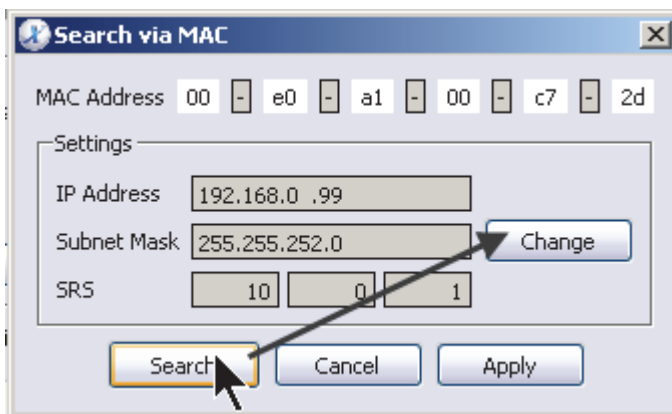 Search via MAC
MAC Address 00 - e0 - a1 - 00 - c7 - 2d
Settings
IP Address 192.168.0 .99
Subnet Mask 255.255.252.0 Change
SRS 10 0 1
Search Cancel Apply